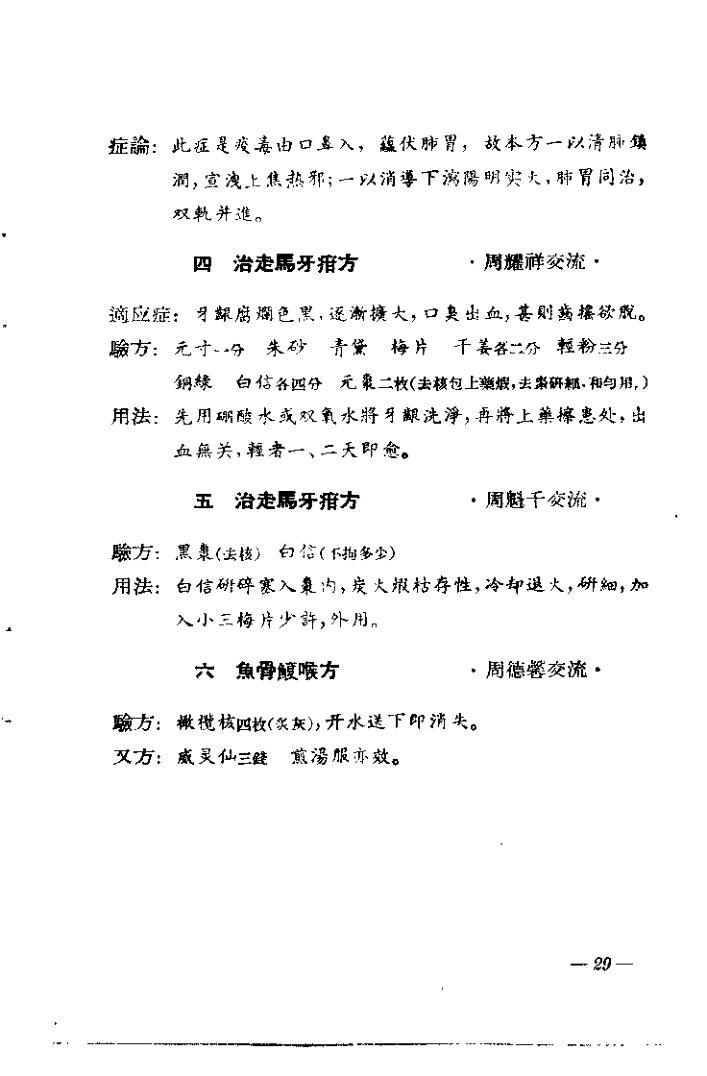 症論: 此症是疫毒由口鼻入, 蘊伏肺胃, 故本方一以清肺鎮
潤, 宣洩上焦热邪; 一以消導下瀉陽明实火, 肺胃同治,
双軌并進。
四 治走馬牙疳方 ·周耀祥交流·
適应症: 牙齦腐爛色黑, 逐漸擴大, 口臭出血, 甚則齒搖欲脫。
驗方: 元寸一分 朱砂 青黛 梅片 干姜各二分 輕粉三分
銅綠 白信各四分 元棗二枚(去核包上藥煅, 去棗研細, 和匀用。)
用法: 先用硼酸水或双氧水將牙齦洗淨, 再將上藥擦患处, 出
血無关, 輕者一、二天即愈。
五 治走馬牙疳方 ·周魁千交流·
驗方: 黑棗(去核) 白信(不拘多少)
用法: 白信研碎塞入棗內, 炭火煅枯存性, 冷却退火, 研細, 加
入小三梅片少許, 外用。
六 魚骨鯁喉方 ·周德馨交流·
驗方: 橄欖核四枚(炙灰), 开水送下即消失。
又方: 威灵仙三錢 煎湯服亦效。
— 29 —